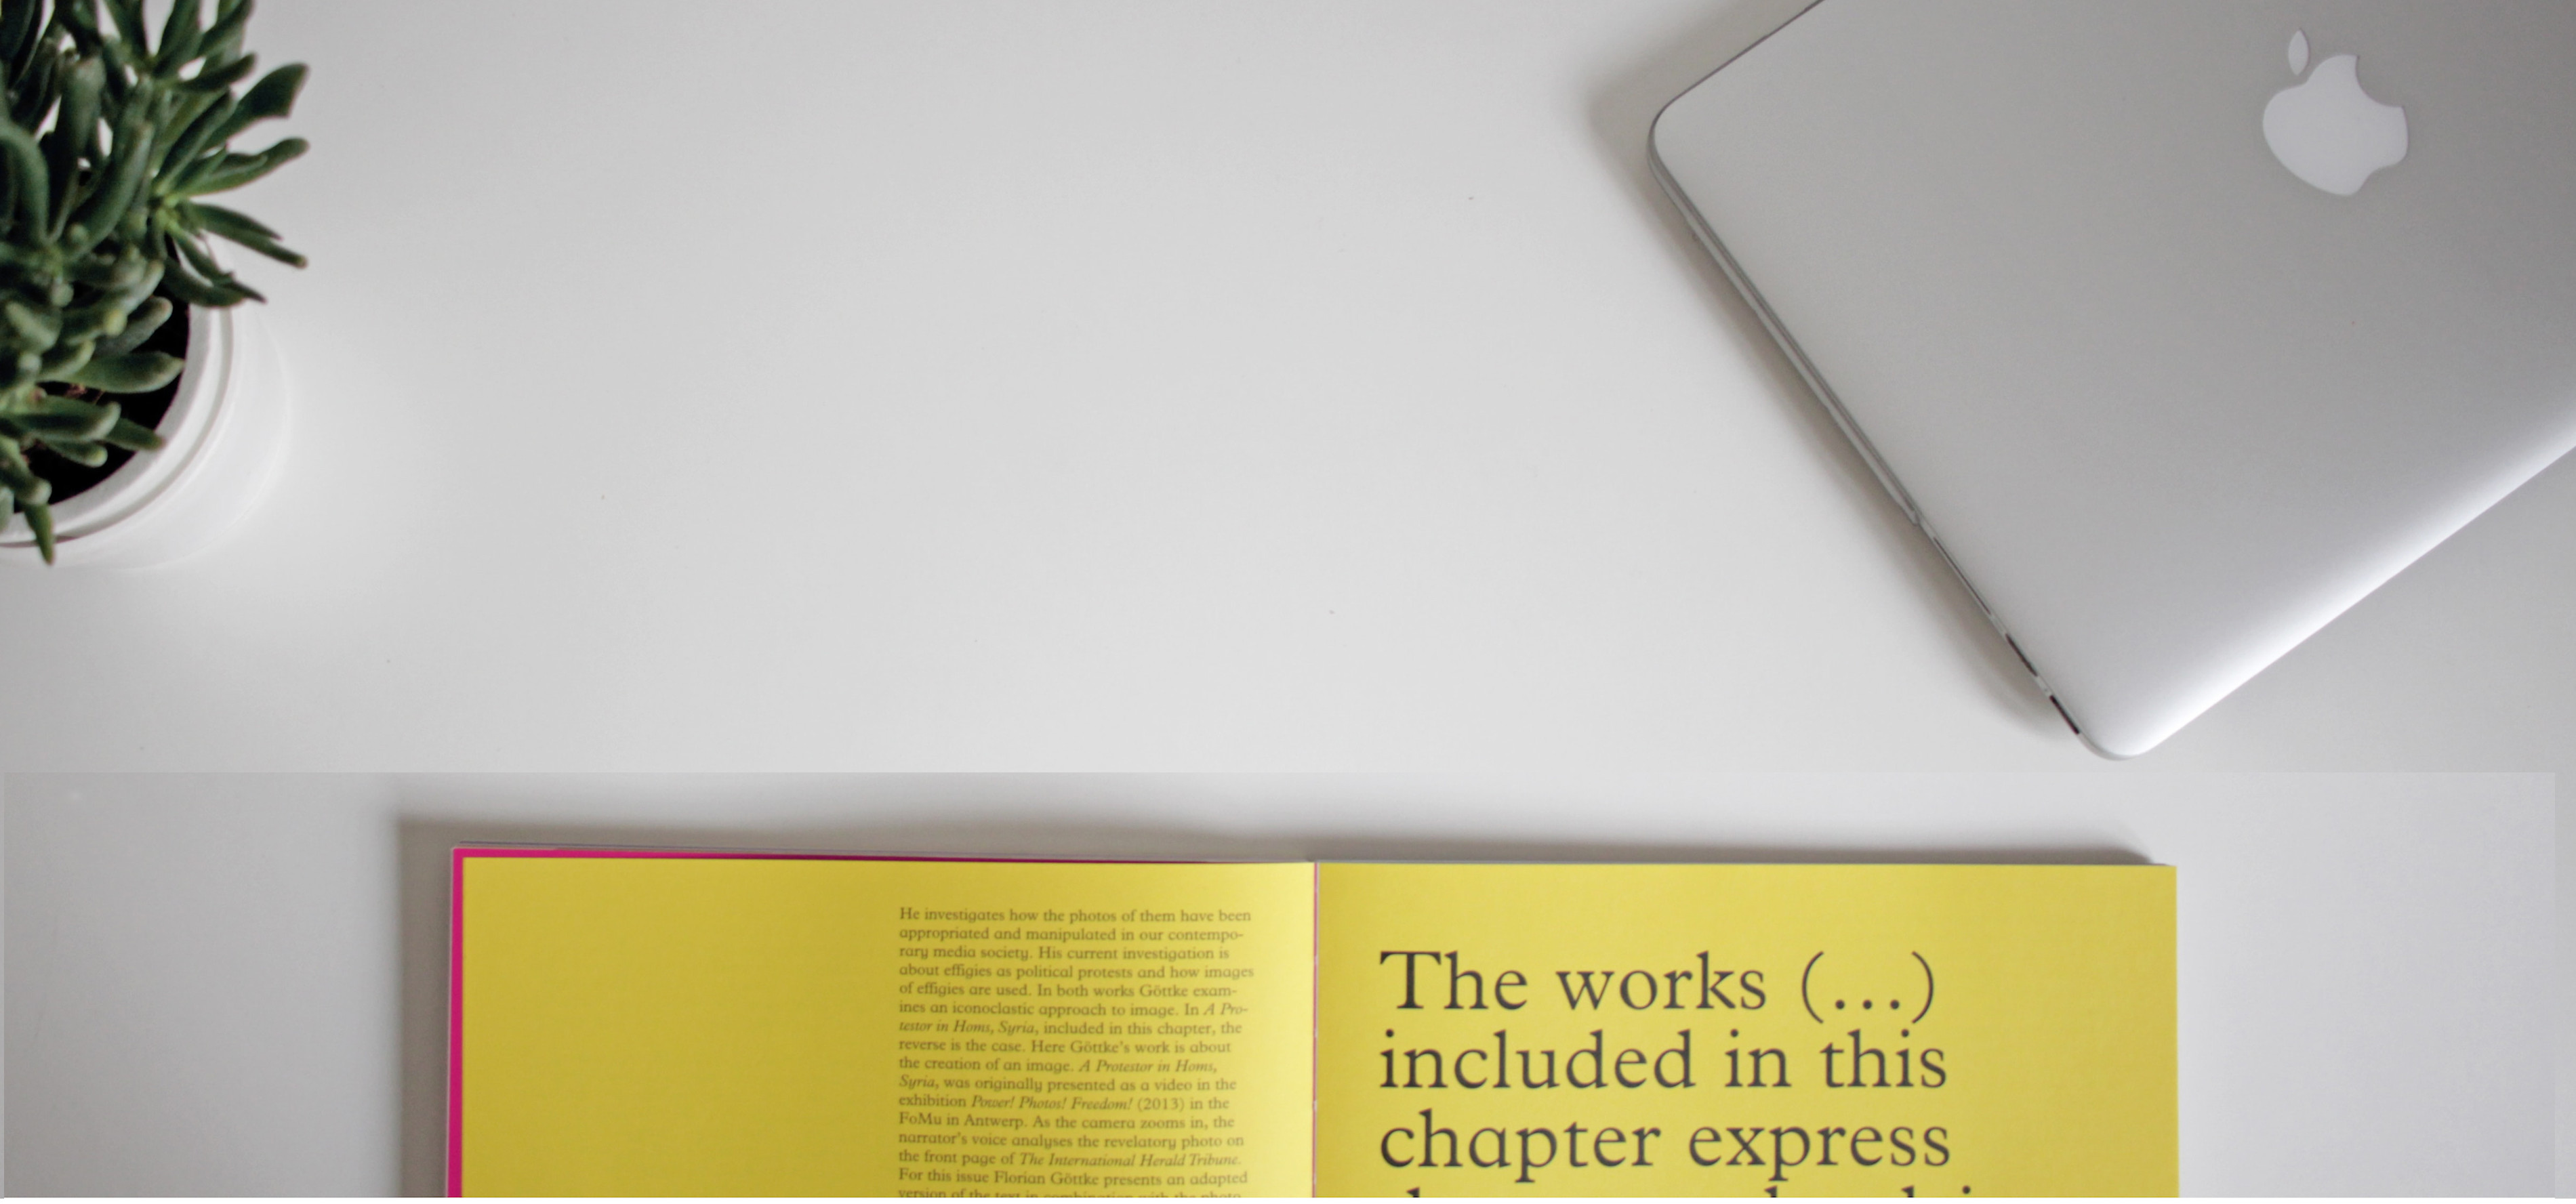 He investigates how the photos of them have been
appropriated and manipulated in our contempo-
rary media society. His current investigation is
about effigies as political protests and how images
of effigies are used. In both works Göttke exam-
ines an iconoclastic approach to image. In A Pro-
testor in Homs, Syria, included in this chapter, the
reverse is the case. Here Göttke's work is about
the creation of an image. A Protestor in Homs,
Syria, was originally presented as a video in the
exhibition Power! Photos! Freedom! (2013) in the
FoMu in Antwerp. As the camera zooms in, the
narrator's voice analyses the revelatory photo on
the front page of The International Herald Tribune.
For this issue Florian Göttke presents an adapted
version of the text in combination with the photo
The works (...)
included in this
chapter express